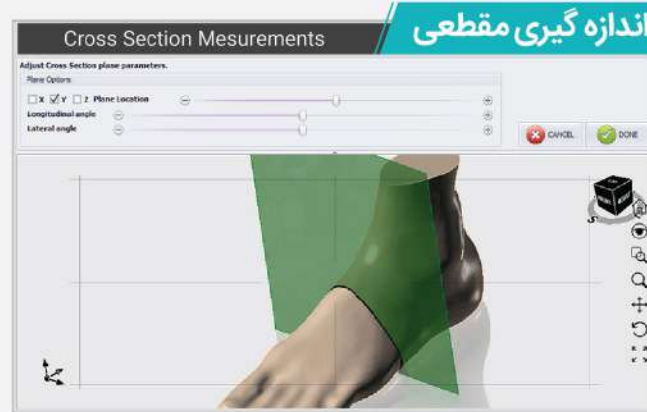 Cross Section Mesurements
اندازه گیری مقطعی
Adjust Cross Section plane parameters.
Plane Options
X Y Z Plane Location
Longitudinal angle
Lateral angle
CANCEL DONE